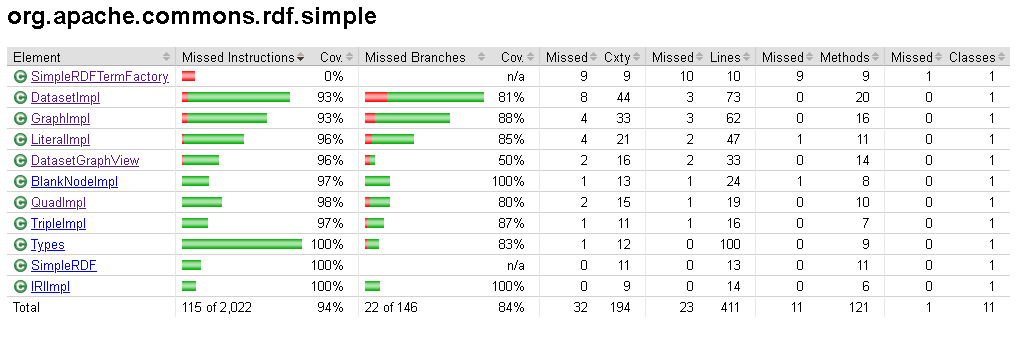 org.apache.commons.rdf.simple
Element Missed Instructions Cov. Missed Branches Cov. Missed Cxty Missed Lines Missed Methods Missed Classes
C SimpleRDFTermFactory 0% n/a 9 9 10 10 9 9 1 1
C DatasetImpl 93% 81% 8 44 3 73 0 20 0 1
C GraphImpl 93% 88% 4 33 3 62 0 16 0 1
C LiteralImpl 96% 85% 4 21 2 47 1 11 0 1
C DatasetGraphView 96% 50% 2 16 2 33 0 14 0 1
C BlankNodeImpl 97% 100% 1 13 1 24 1 8 0 1
C QuadImpl 98% 80% 2 15 1 19 0 10 0 1
C TripleImpl 97% 87% 1 11 1 16 0 7 0 1
C Types 100% 83% 1 12 0 100 0 9 0 1
C SimpleRDF 100% n/a 0 11 0 13 0 11 0 1
C IRIImpl 100% 100% 0 9 0 14 0 6 0 1
Total 115 of 2,022 94% 22 of 146 84% 32 194 23 411 11 121 1 11